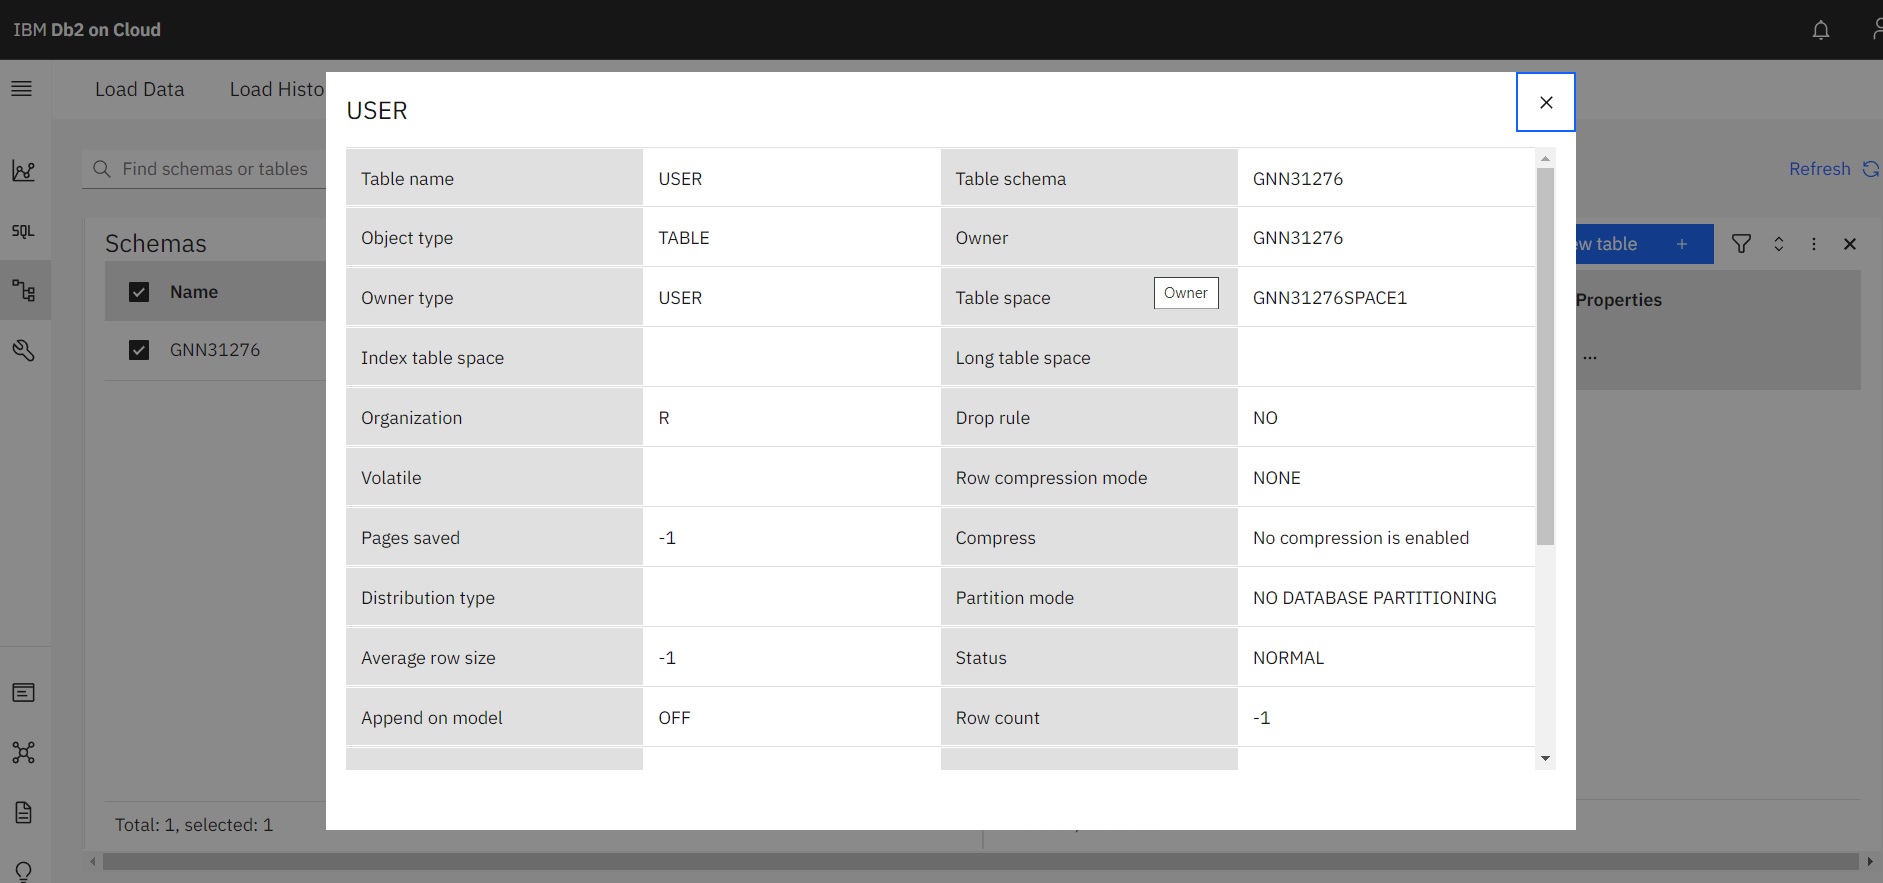 IBM Db2 on Cloud
Load Data Load Histo
USER
Find schemas or tables
Refresh
Schemas
ew table +
Name
GNN31276
Properties
...
Table name USER Table schema GNN31276
Object type TABLE Owner GNN31276
Owner type USER Table space Owner GNN31276SPACE1
Index table space Long table space
Organization R Drop rule NO
Volatile Row compression mode NONE
Pages saved -1 Compress No compression is enabled
Distribution type Partition mode NO DATABASE PARTITIONING
Average row size -1 Status NORMAL
Append on model OFF Row count -1
Total: 1, selected: 1
SQL